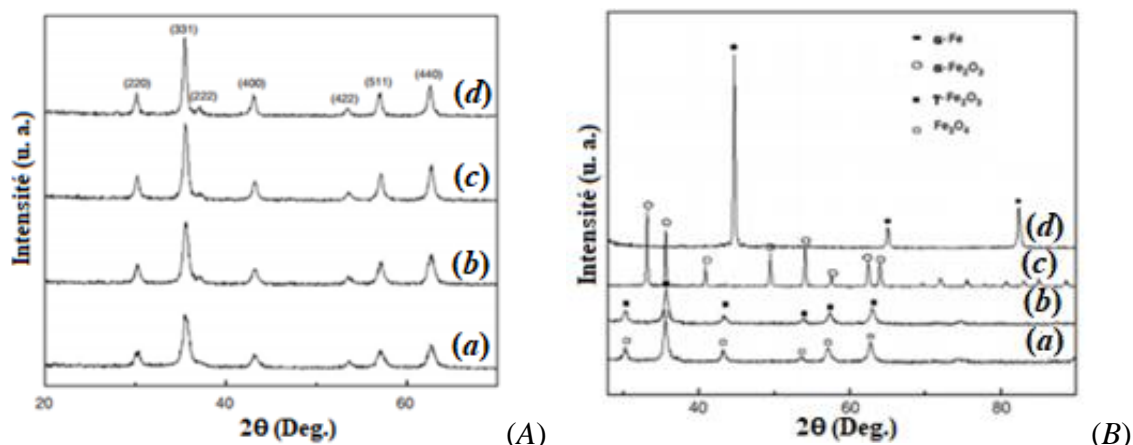 (331)
(220)
(222)
(400)
(422)
(511)
(440)
(d)
(c)
(b)
(a)
Intensité (u. a.)
20
40
60
2θ (Deg.)
(A)
α-Fe
α-Fe₂O₃
Fe₃O₄
(d)
(c)
(b)
(a)
Intensité (u. a.)
40
60
80
2θ (Deg.)
(B)